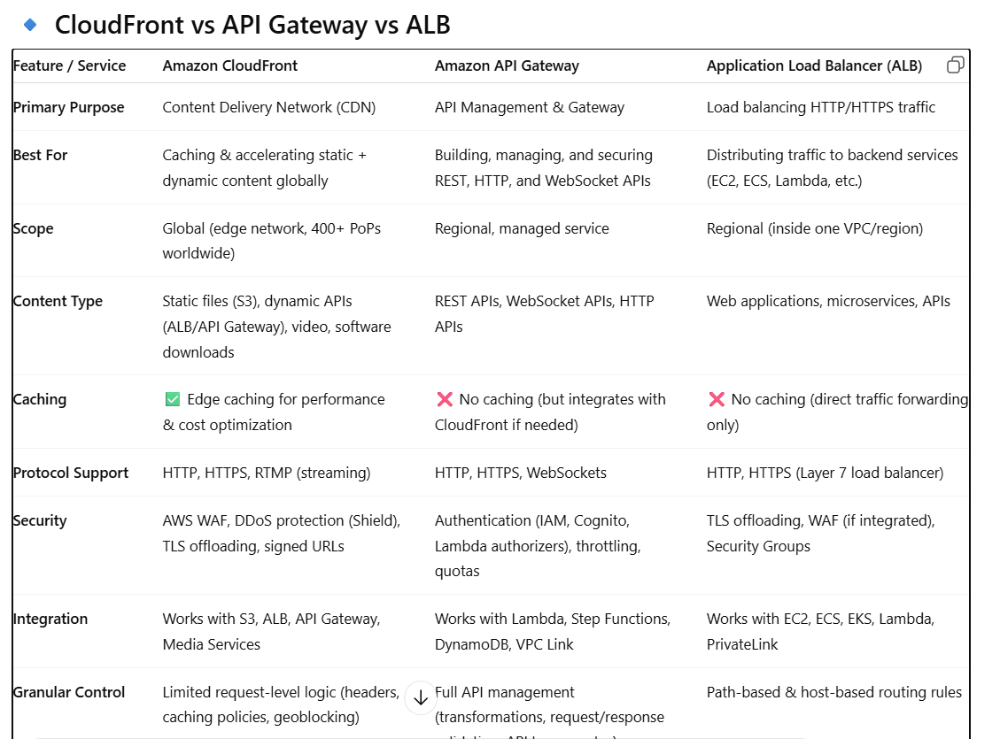 CloudFront vs API Gateway vs ALB
Feature / Service Amazon CloudFront Amazon API Gateway Application Load Balancer (ALB)
Primary Purpose Content Delivery Network (CDN) API Management & Gateway Load balancing HTTP/HTTPS traffic
Best For Caching & accelerating static + Building, managing, and securing Distributing traffic to backend services
dynamic content globally REST, HTTP, and WebSocket APIs (EC2, ECS, Lambda, etc.)
Scope Global (edge network, 400+ PoPs Regional, managed service Regional (inside one VPC/region)
worldwide)
Content Type Static files (S3), dynamic APIs REST APIs, WebSocket APIs, HTTP Web applications, microservices, APIs
(ALB/API Gateway), video, software APIs
downloads
Caching ✅ Edge caching for performance ❌ No caching (but integrates with ❌ No caching (direct traffic forwarding
& cost optimization CloudFront if needed) only)
Protocol Support HTTP, HTTPS, RTMP (streaming) HTTP, HTTPS, WebSockets HTTP, HTTPS (Layer 7 load balancer)
Security AWS WAF, DDoS protection (Shield), Authentication (IAM, Cognito, TLS offloading, WAF (if integrated),
TLS offloading, signed URLs Lambda authorizers), throttling, Security Groups
quotas
Integration Works with S3, ALB, API Gateway, Works with Lambda, Step Functions, Works with EC2, ECS, EKS, Lambda,
Media Services DynamoDB, VPC Link PrivateLink
Granular Control Limited request-level logic (headers, Full API management Path-based & host-based routing rules
caching policies, geoblocking) (transformations, request/response